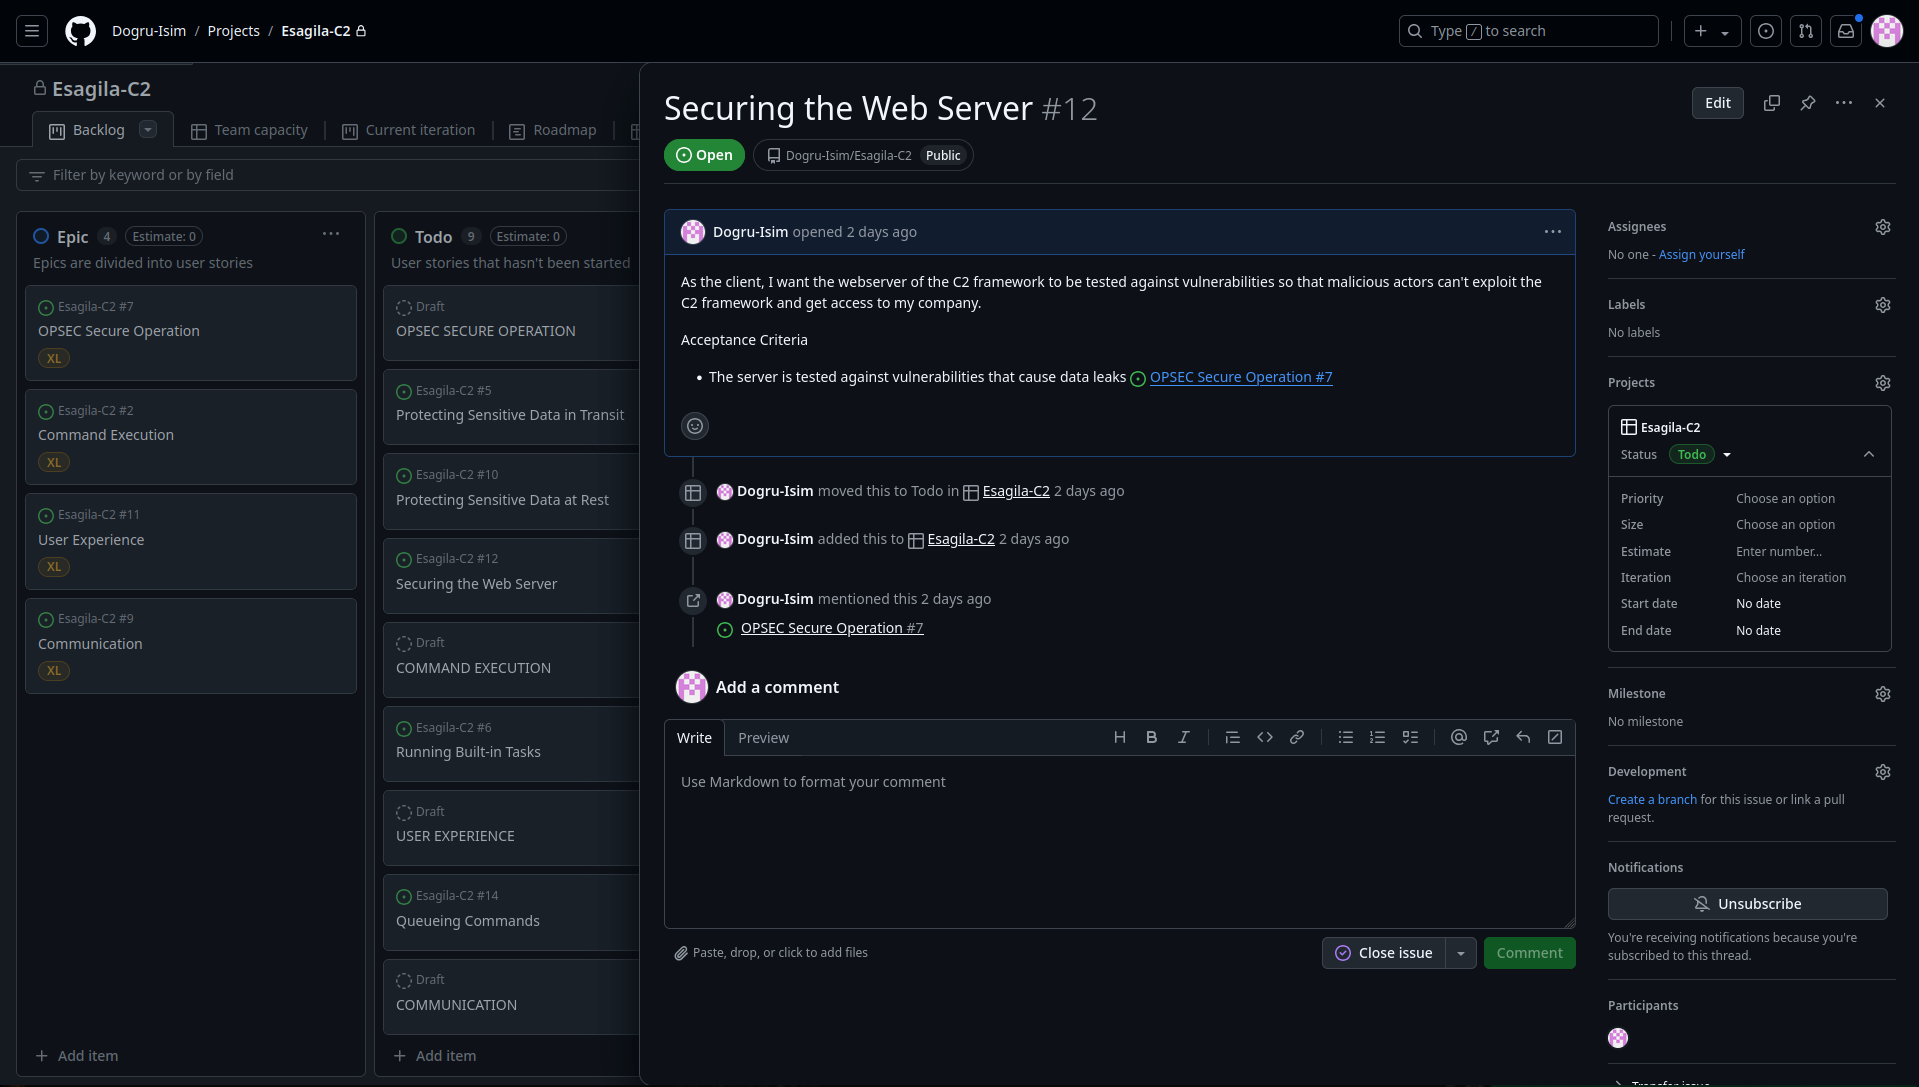 Dogru-Isim / Projects / Esagila-C2
Type / to search
Esagila-C2
Backlog
Team capacity
Current iteration
Roadmap
Filter by keyword or by field
Epic 4 Estimate: 0
Epics are divided into user stories
Esagila-C2 #7
OPSEC Secure Operation
XL
Esagila-C2 #2
Command Execution
XL
Esagila-C2 #11
User Experience
XL
Esagila-C2 #9
Communication
XL
Add item
Todo 9 Estimate: 0
User stories that hasn't been started
Draft
OPSEC SECURE OPERATION
Esagila-C2 #5
Protecting Sensitive Data in Transit
Esagila-C2 #10
Protecting Sensitive Data at Rest
Esagila-C2 #12
Securing the Web Server
Draft
COMMAND EXECUTION
Esagila-C2 #6
Running Built-in Tasks
Draft
USER EXPERIENCE
Esagila-C2 #14
Queueing Commands
Draft
COMMUNICATION
Add item
Securing the Web Server #12
Edit
Open
Dogru-Isim/Esagila-C2 Public
Dogru-Isim opened 2 days ago
As the client, I want the webserver of the C2 framework to be tested against vulnerabilities so that malicious actors can't exploit the
C2 framework and get access to my company.
Acceptance Criteria
• The server is tested against vulnerabilities that cause data leaks OPSEC Secure Operation #7
Dogru-Isim moved this to Todo in Esagila-C2 2 days ago
Dogru-Isim added this to Esagila-C2 2 days ago
Dogru-Isim mentioned this 2 days ago
OPSEC Secure Operation #7
Add a comment
Write
Preview
Use Markdown to format your comment
Paste, drop, or click to add files
Close issue
Comment
Assignees
No one - Assign yourself
Labels
No labels
Projects
Esagila-C2
Status Todo
Priority Choose an option
Size Choose an option
Estimate Enter number...
Iteration Choose an iteration
Start date No date
End date No date
Milestone
No milestone
Development
Create a branch for this issue or link a pull
request.
Notifications
Unsubscribe
You're receiving notifications because you're
subscribed to this thread.
Participants
Transfer issue